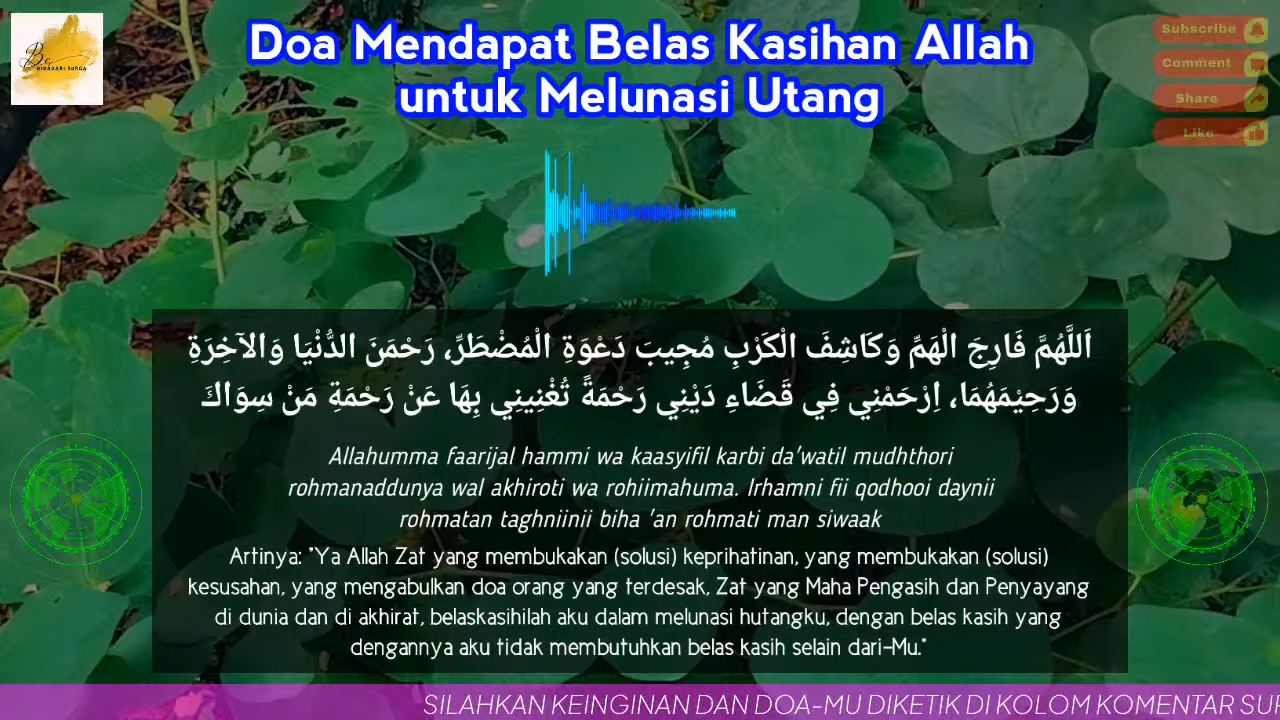 Doa Mendapat Belas Kasihan Allah
untuk Melunasi Utang
BIDADARI SURGA
Subscribe
Comment
Share
Like
اَللَّهُمَّ فَارِجَ الْهَمِّ وَكَاشِفَ الْكَرْبِ مُجِيبَ دَعْوَةِ الْمُضْطَرِّ، رَحْمَنَ الدُّنْيَا وَالآخِرَةِ
وَرَحِيْمَهُمَا، اِرْحَمْنِي فِي قَضَاءِ دَيْنِي رَحْمَةً تُغْنِينِي بِهَا عَنْ رَحْمَةِ مَنْ سِوَاكَ
Allahumma faarijal hammi wa kaasyifil karbi da'watil mudhthori
rohmanaddunya wal akhiroti wa rohiimahuma. Irhamni fii qodhooi daynii
rohmatan taghniinii biha 'an rohmati man siwaak
Artinya: "Ya Allah Zat yang membukakan (solusi) keprihatinan, yang membukakan (solusi)
kesusahan, yang mengabulkan doa orang yang terdesak, Zat yang Maha Pengasih dan Penyayang
di dunia dan di akhirat, belaskasihilah aku dalam melunasi hutangku, dengan belas kasih yang
dengannya aku tidak membutuhkan belas kasih selain dari-Mu."
SILAHKAN KEINGINAN DAN DOA-MU DIKETIK DI KOLOM KOMENTAR